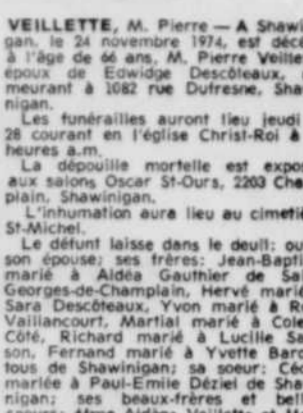 VEILLETTE, M. Pierre — A Shawi
gan, le 24 novembre 1974, est décé
à l'âge de 66 ans, M. Pierre Veille
époux de Edwidge Descôteaux,
meurant à 1082 rue Dufresne, Sha
nigan.
Les funérailles auront lieu jeudi
28 courant en l'église Christ-Roi à
heures a.m.
La dépouille mortelle est expo
aux salons Oscar St-Ours, 2203 Cha
plain, Shawinigan.
L'inhumation aura lieu au cimeti
St-Michel.
Le défunt laisse dans le deuil: ou
son épouse; ses frères: Jean-Bapti
marié à Aldéa Gauthier de Sa
Georges-de-Champlain, Hervé marié
Sara Descôteaux, Yvon marié à R
Vaillancourt, Martial marié à Cole
Côté, Richard marié à Lucille Sa
son, Fernand marié à Yvette Bar
tous de Shawinigan; sa soeur: Céc
mariée à Paul-Emile Déziel de Sha
nigan; ses beaux-frères et bell